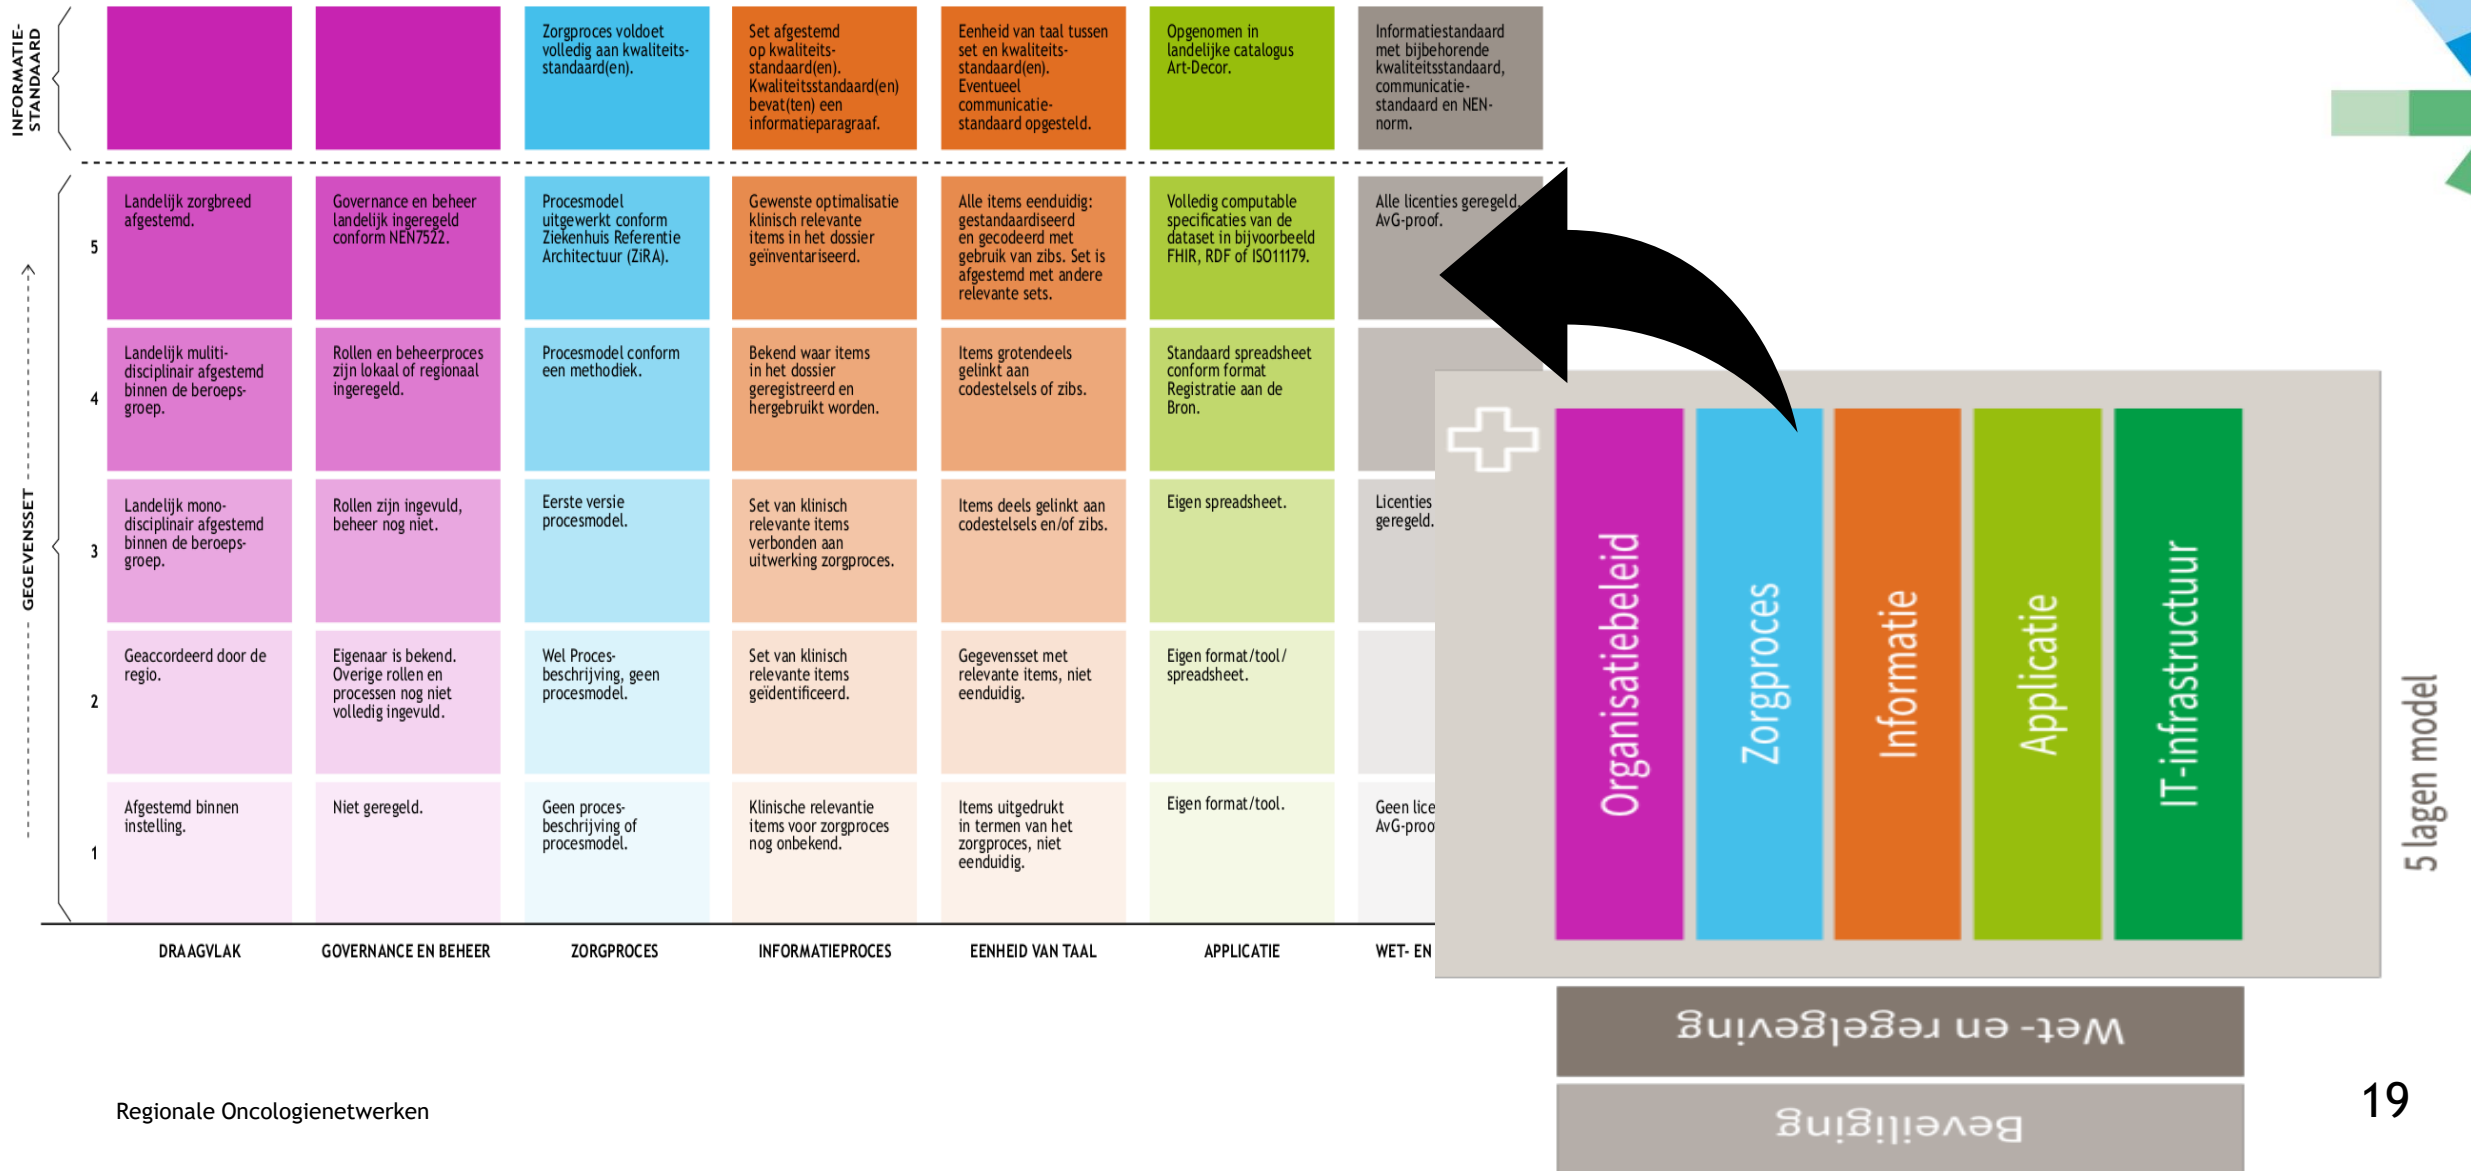 INFORMATIE-
STANDAARD
Zorgproces voldoet
volledig aan kwaliteits-
standaard(en).
Set afgestemd
op kwaliteits-
standaard(en).
Kwaliteitsstandaard(en)
bevat(ten) een
informatieparagraaf.
Eenheid van taal tussen
set en kwaliteits-
standaard(en).
Eventueel
communicatie-
standaard opgesteld.
Opgenomen in
landelijke catalogus
Art-Decor.
Informatiestandaard
met bijbehorende
kwaliteitsstandaard,
communicatie-
standaard en NEN-
norm.
GEGEVENSSET
5
Landelijk zorgbreed
afgestemd.
Governance en beheer
landelijk ingeregeld
conform NEN7522.
Procesmodel
uitgewerkt conform
Ziekenhuis Referentie
Architectuur (ZiRA).
Gewenste optimalisatie
klinisch relevante
items in het dossier
geïnventariseerd.
Alle items eenduidig:
gestandaardiseerd
en gecodeerd met
gebruik van zibs. Set is
afgestemd met andere
relevante sets.
Volledig computable
specificaties van de
dataset in bijvoorbeeld
FHIR, RDF of ISO11179.
Alle licenties geregeld,
AvG-proof.
4
Landelijk muliti-
disciplinair afgestemd
binnen de beroeps-
groep.
Rollen en beheerproces
zijn lokaal of regionaal
ingeregeld.
Procesmodel conform
een methodiek.
Bekend waar items
in het dossier
geregistreerd en
hergebruikt worden.
Items grotendeels
gelinkt aan
codestelsels of zibs.
Standaard spreadsheet
conform format
Registratie aan de
Bron.
3
Landelijk mono-
disciplinair afgestemd
binnen de beroeps-
groep.
Rollen zijn ingevuld,
beheer nog niet.
Eerste versie
procesmodel.
Set van klinisch
relevante items
verbonden aan
uitwerking zorgproces.
Items deels gelinkt aan
codestelsels en/of zibs.
Eigen spreadsheet.
Licenties
geregeld.
2
Geaccordeerd door de
regio.
Eigenaar is bekend.
Overige rollen en
processen nog niet
volledig ingevuld.
Wel Proces-
beschrijving, geen
procesmodel.
Set van klinisch
relevante items
geïdentificeerd.
Gegevensset met
relevante items, niet
eenduidig.
Eigen format/tool/
spreadsheet.
1
Afgestemd binnen
instelling.
Niet geregeld.
Geen proces-
beschrijving of
procesmodel.
Klinische relevantie
items voor zorgproces
nog onbekend.
Items uitgedrukt
in termen van het
zorgproces, niet
eenduidig.
Eigen format/tool.
Geen lice
AvG-proo
DRAAGVLAK
GOVERNANCE EN BEHEER
ZORGPROCES
INFORMATIEPROCES
EENHEID VAN TAAL
APPLICATIE
WET- EN
Organisatiebeleid
Zorgproces
Informatie
Applicatie
IT-infrastructuur
5 lagen model
Wet- en regelgeving
Beveiliging
Regionale Oncologienetwerken
19